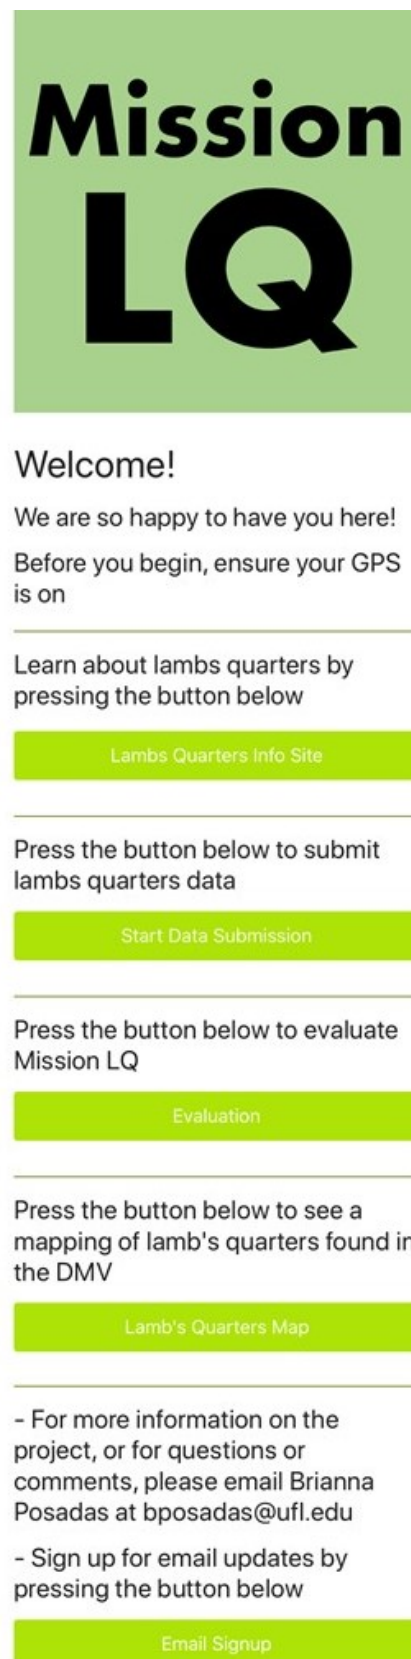 Mission
LQ
Welcome!
We are so happy to have you here!
Before you begin, ensure your GPS
is on
Learn about lambs quarters by
pressing the button below
Lambs Quarters Info Site
Press the button below to submit
lambs quarters data
Start Data Submission
Press the button below to evaluate
Mission LQ
Evaluation
Press the button below to see a
mapping of lamb's quarters found in
the DMV
Lamb's Quarters Map
- For more information on the
project, or for questions or
comments, please email Brianna
Posadas at bposadas@ufl.edu
- Sign up for email updates by
pressing the button below
Email Signup